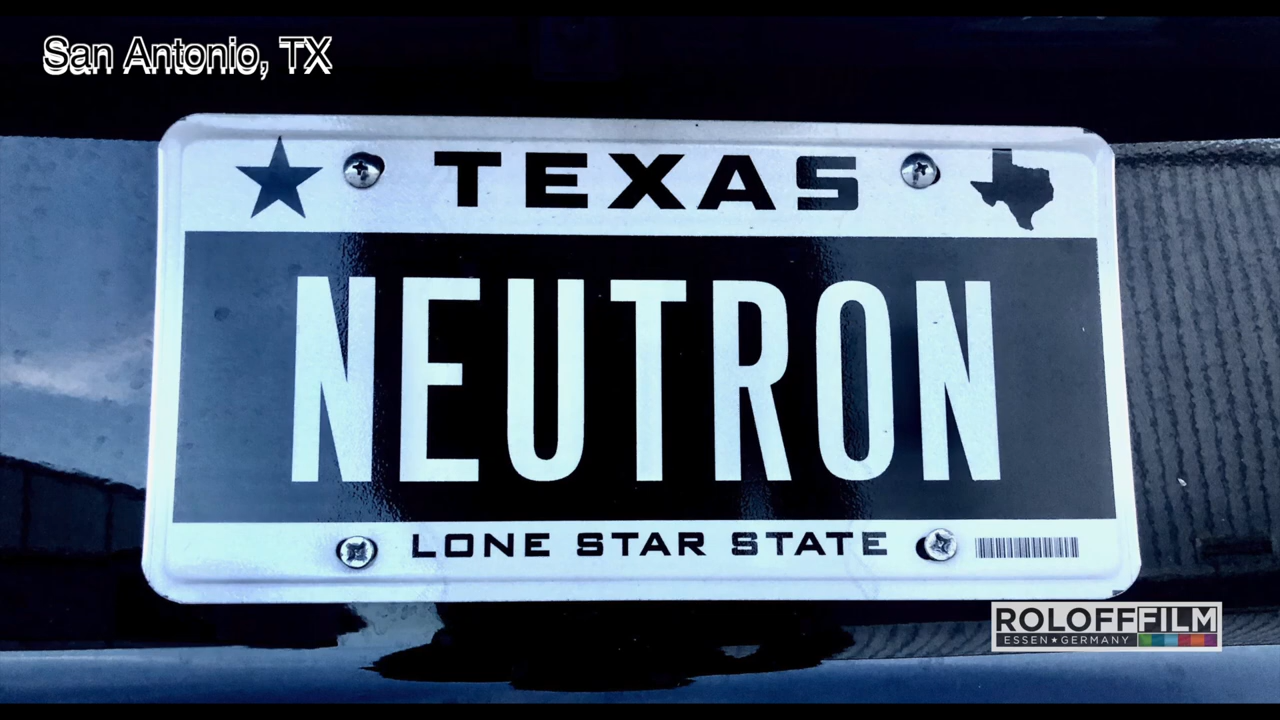 San Antonio, TX
TEXAS
NEUTRON
LONE STAR STATE
ROLOFFFILM
ESSEN★GERMANY